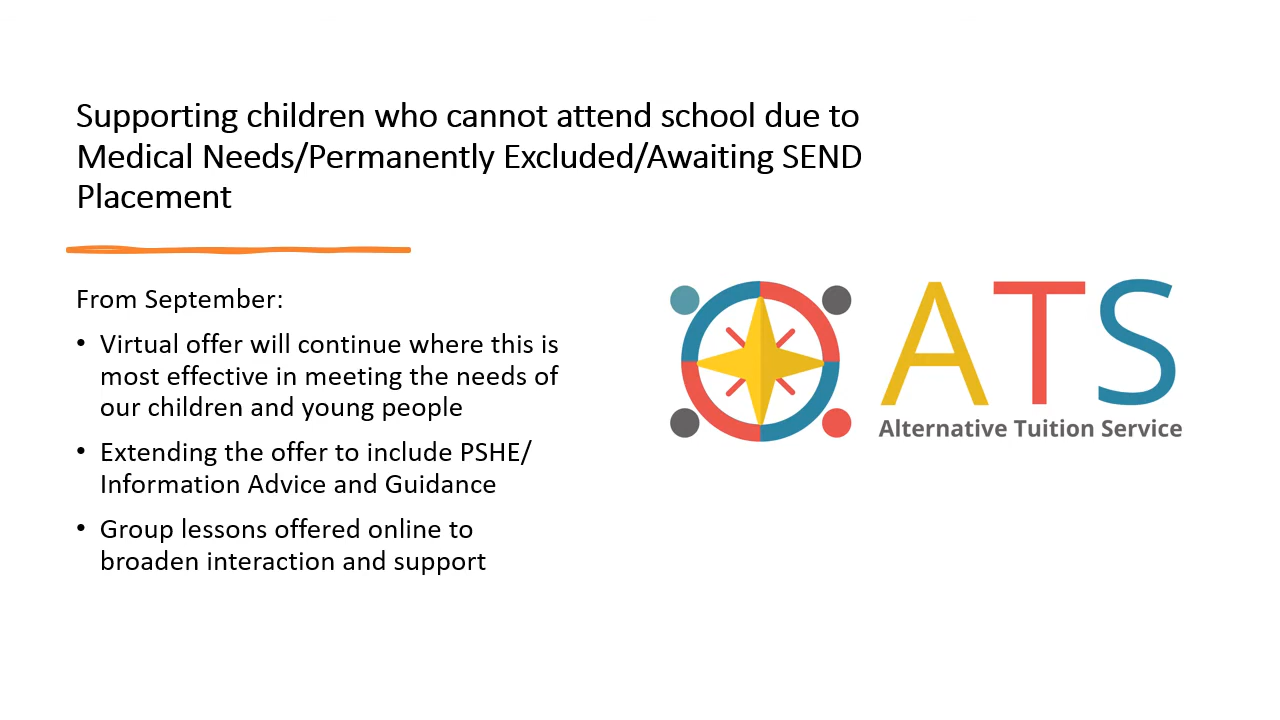 Supporting children who cannot attend school due to
Medical Needs/Permanently Excluded/Awaiting SEND
Placement
From September:
• Virtual offer will continue where this is
most effective in meeting the needs of
our children and young people
• Extending the offer to include PSHE/
Information Advice and Guidance
• Group lessons offered online to
broaden interaction and support
ATS
Alternative Tuition Service